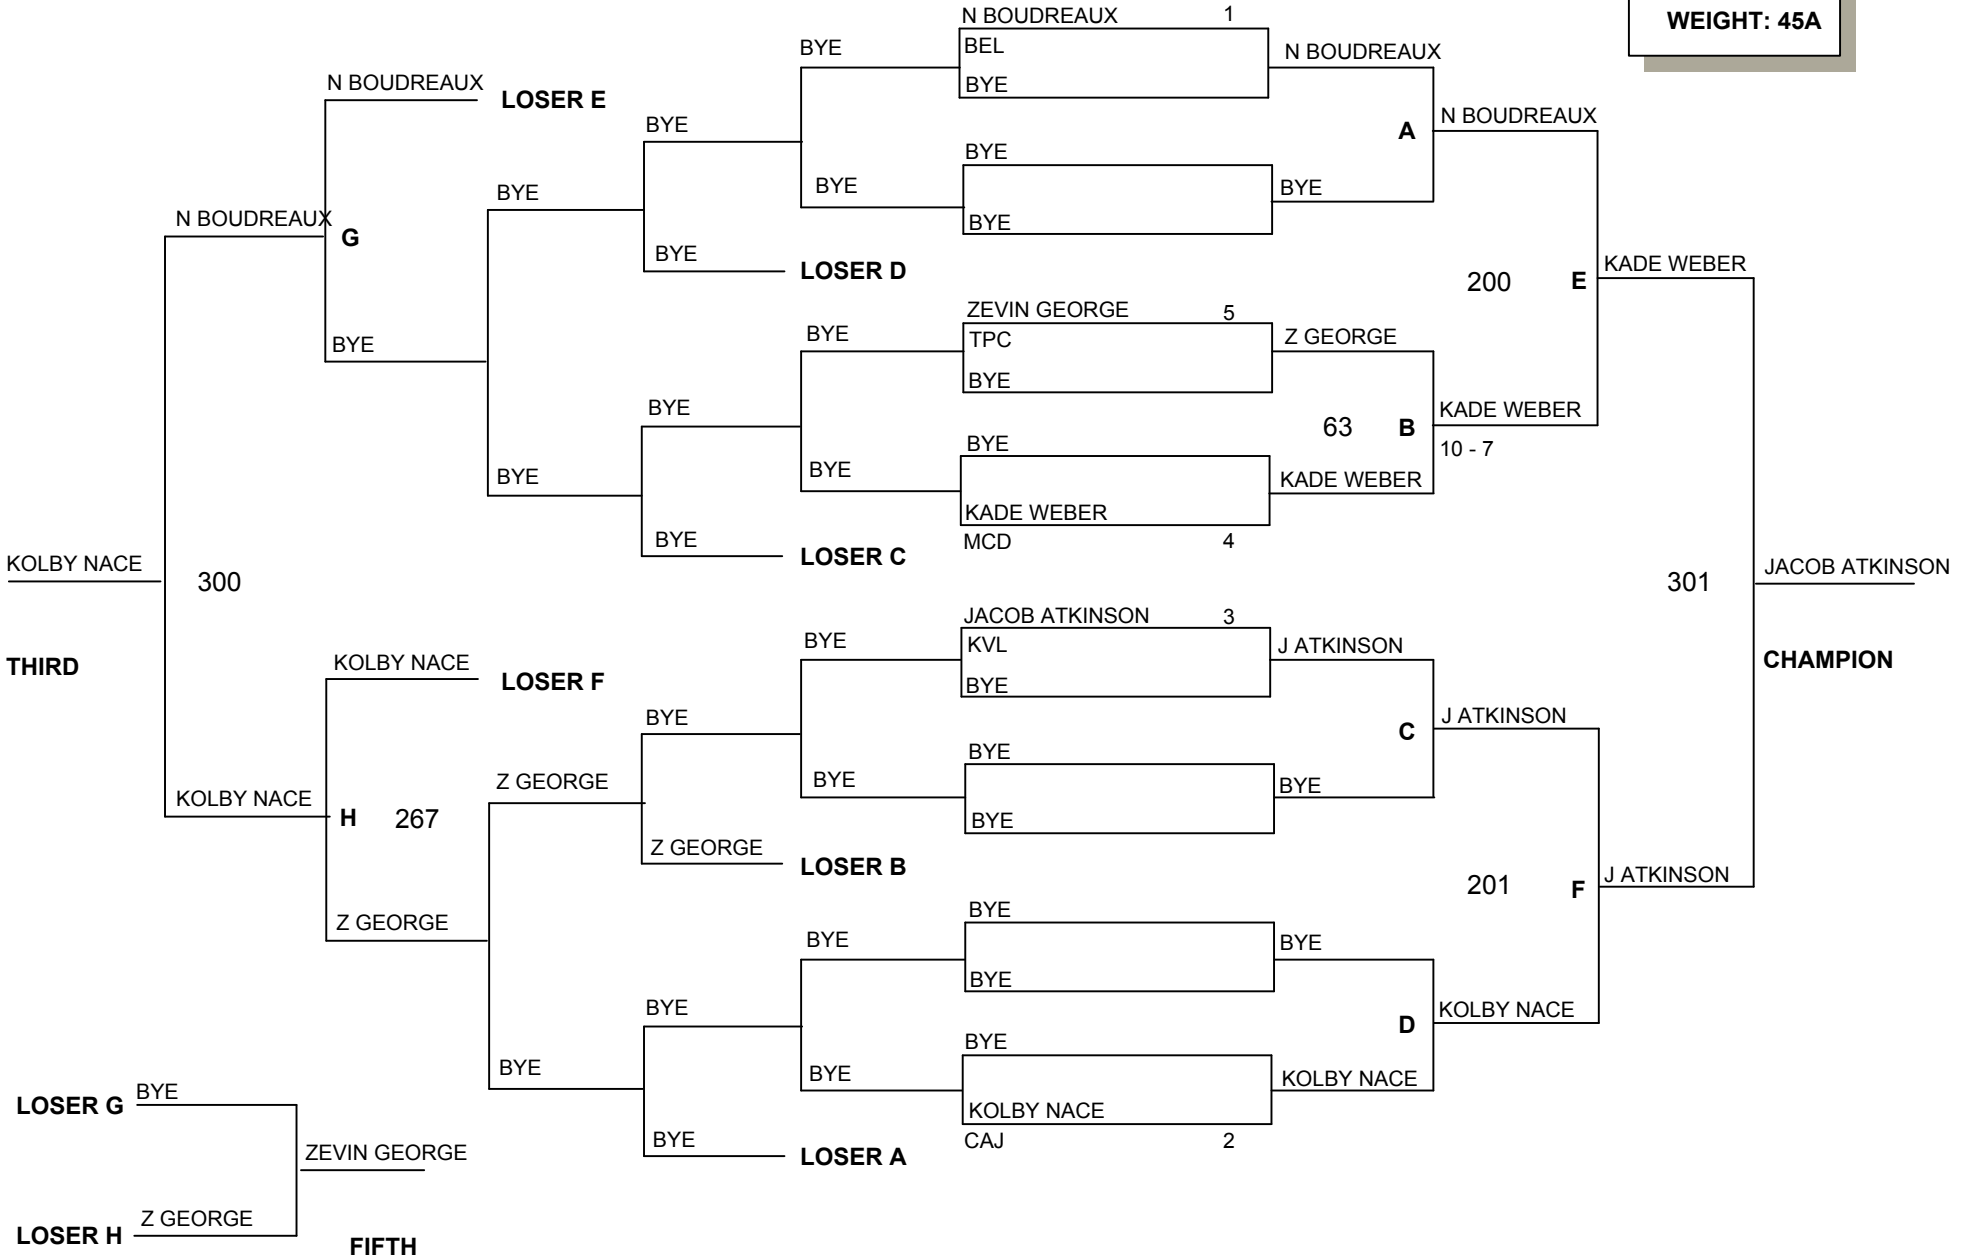 WEIGHT: 45A
N BOUDREAUX 1
BEL
BYE
BYE
N BOUDREAUX
N BOUDREAUX
LOSER E
BYE
A
N BOUDREAUX
BYE
BYE
BYE
BYE
BYE
BYE
N BOUDREAUX
G
BYE
LOSER D
200
E
KADE WEBER
ZEVIN GEORGE 5
TPC
BYE
BYE
Z GEORGE
BYE
BYE
63
B
KADE WEBER
10 - 7
BYE
BYE
BYE
KADE WEBER
KADE WEBER
MCD 4
BYE
LOSER C
KOLBY NACE
300
THIRD
301
JACOB ATKINSON
CHAMPION
JACOB ATKINSON 3
KVL
BYE
BYE
J ATKINSON
KOLBY NACE
LOSER F
BYE
C
J ATKINSON
BYE
BYE
BYE
BYE
Z GEORGE
KOLBY NACE
H
267
Z GEORGE
LOSER B
201
F
J ATKINSON
Z GEORGE
BYE
BYE
BYE
BYE
BYE
D
KOLBY NACE
BYE
BYE
BYE
KOLBY NACE
KOLBY NACE
CAJ 2
BYE
BYE
LOSER A
LOSER G
BYE
ZEVIN GEORGE
LOSER H
Z GEORGE
FIFTH